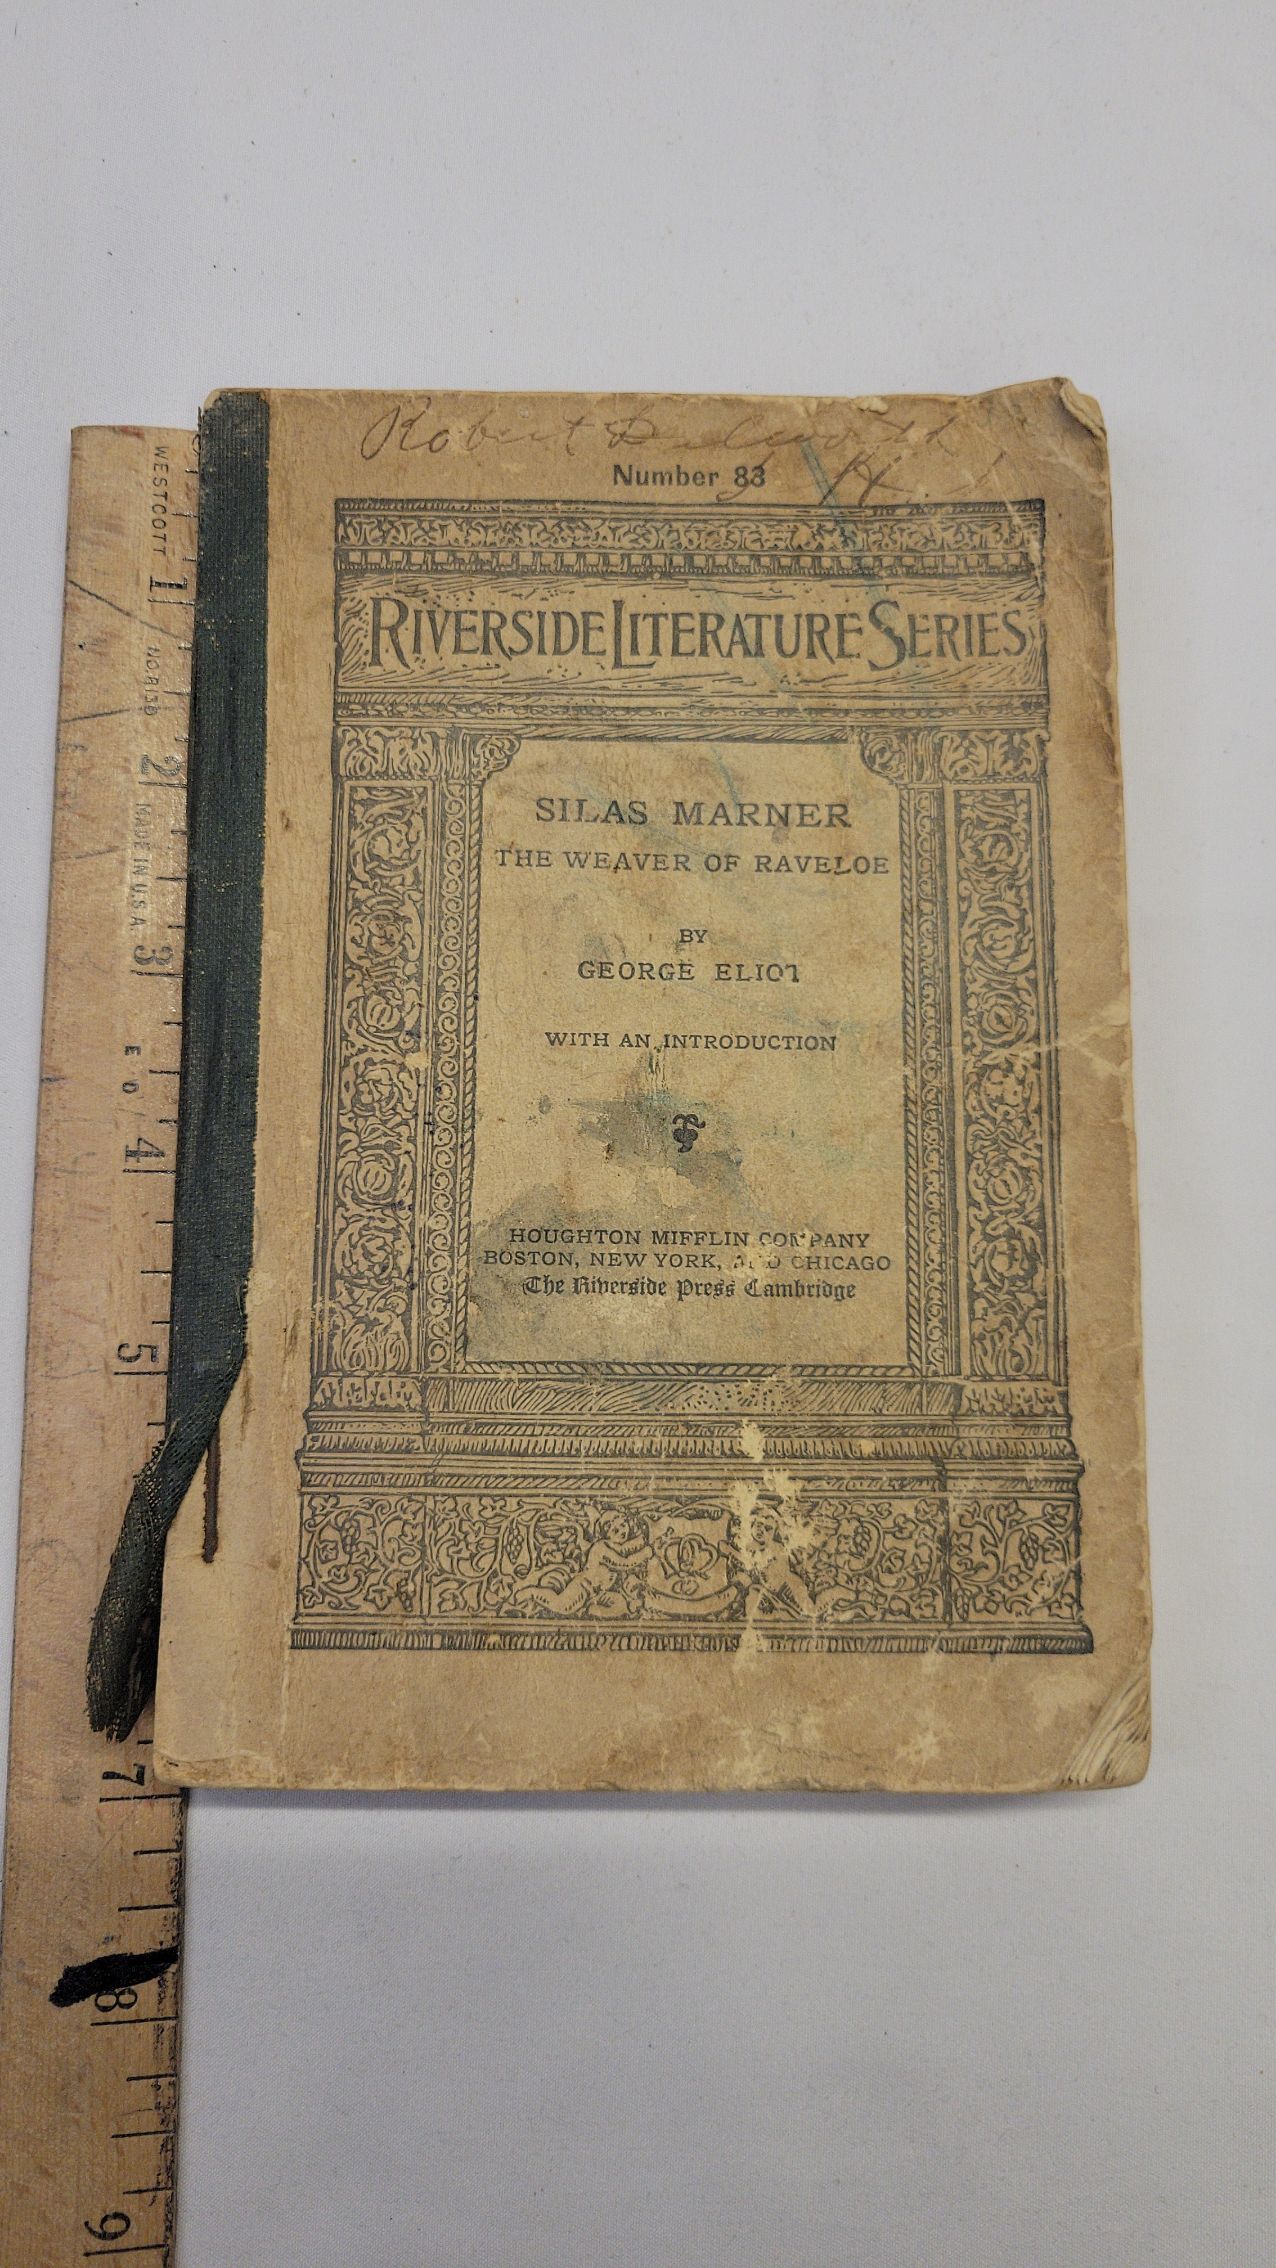 Robert
Number 83
RIVERSIDE LITERATURE SERIES
SILAS MARNER
THE WEAVER OF RAVELOE
BY
GEORGE ELIOT
WITH AN INTRODUCTION
HOUGHTON MIFFLIN COMPANY
BOSTON, NEW YORK, AND CHICAGO
The Riverside Press Cambridge
WESTCOTT
1
2
MADE IN U.S.A.
3
4
5
7
8
9